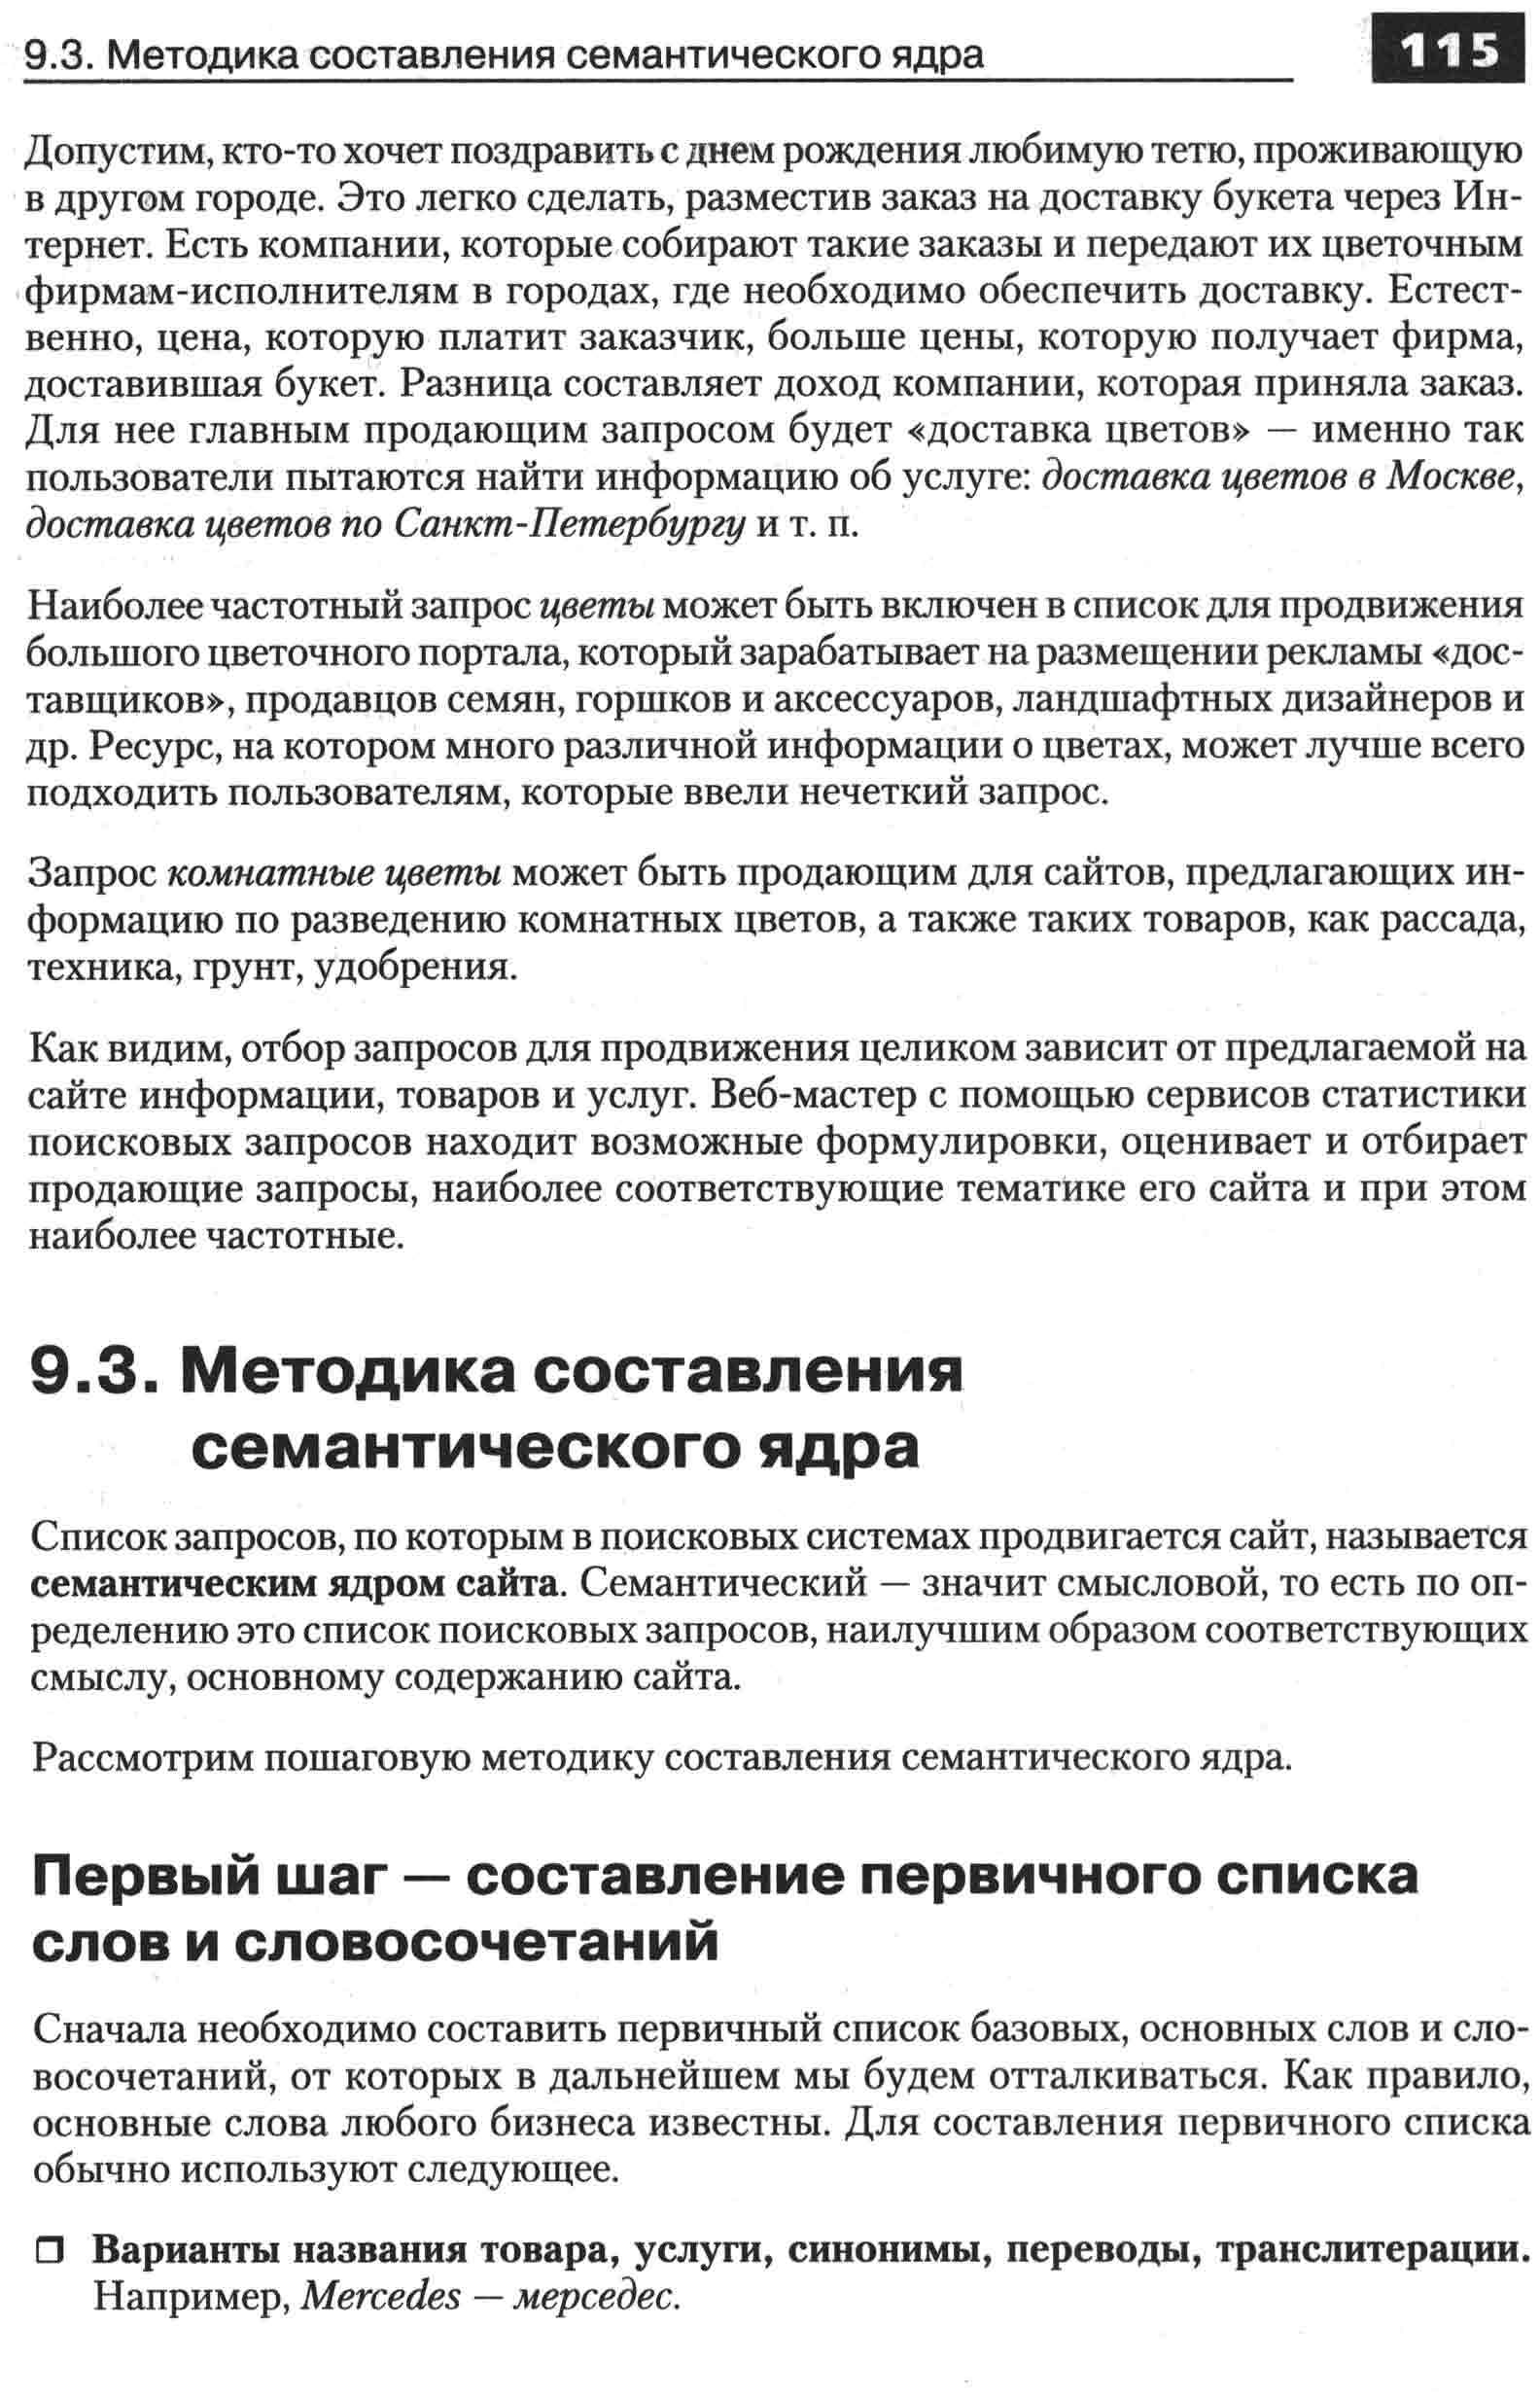 9.3. Методика составления семантического ядра
115
Допустим, кто-то хочет поздравить с днем рождения любимую тетю, проживающую
в другом городе. Это легко сделать, разместив заказ на доставку букета через Ин-
тернет. Есть компании, которые собирают такие заказы и передают их цветочным
фирмам-исполнителям в городах, где необходимо обеспечить доставку. Естест-
венно, цена, которую платит заказчик, больше цены, которую получает фирма,
доставившая букет. Разница составляет доход компании, которая приняла заказ.
Для нее главным продающим запросом будет «доставка цветов» — именно так
пользователи пытаются найти информацию об услуге: доставка цветов в Москве,
доставка цветов по Санкт-Петербургу и т. п.
Наиболее частотный запрос цветы может быть включен в список для продвижения
большого цветочного портала, который зарабатывает на размещении рекламы «дос-
тавщиков», продавцов семян, горшков и аксессуаров, ландшафтных дизайнеров и
др. Ресурс, на котором много различной информации о цветах, может лучше всего
подходить пользователям, которые ввели нечеткий запрос.
Запрос комнатные цветы может быть продающим для сайтов, предлагающих ин-
формацию по разведению комнатных цветов, а также таких товаров, как рассада,
техника, грунт, удобрения.
Как видим, отбор запросов для продвижения целиком зависит от предлагаемой на
сайте информации, товаров и услуг. Веб-мастер с помощью сервисов статистики
поисковых запросов находит возможные формулировки, оценивает и отбирает
продающие запросы, наиболее соответствующие тематике его сайта и при этом
наиболее частотные.
9.3. Методика составления
семантического ядра
Список запросов, по которым в поисковых системах продвигается сайт, называется
семантическим ядром сайта. Семантический — значит смысловой, то есть по оп-
ределению это список поисковых запросов, наилучшим образом соответствующих
смыслу, основному содержанию сайта.
Рассмотрим пошаговую методику составления семантического ядра.
Первый шаг — составление первичного списка
слов и словосочетаний
Сначала необходимо составить первичный список базовых, основных слов и сло-
восочетаний, от которых в дальнейшем мы будем отталкиваться. Как правило,
основные слова любого бизнеса известны. Для составления первичного списка
обычно используют следующее.
❒ Варианты названия товара, услуги, синонимы, переводы, транслитерации.
Например, Mercedes — мерседес.